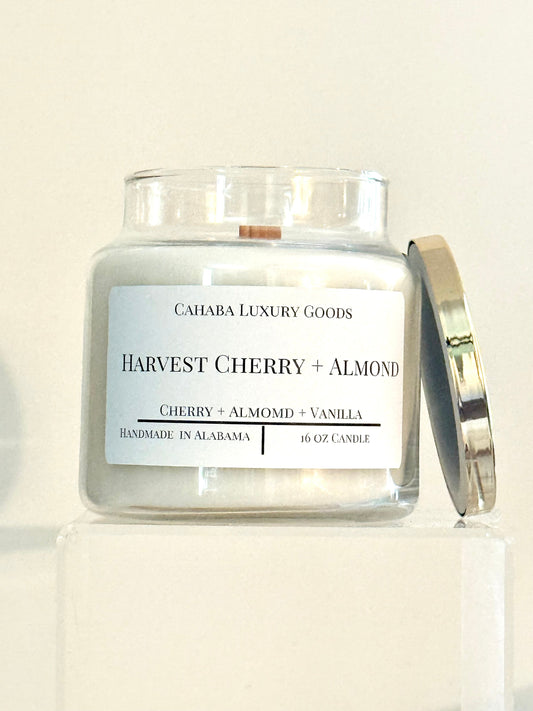 Cahaba Luxury Goods
Harvest Cherry + Almond
Cherry + Almomd + Vanilla
Handmade in Alabama
16 oz Candle